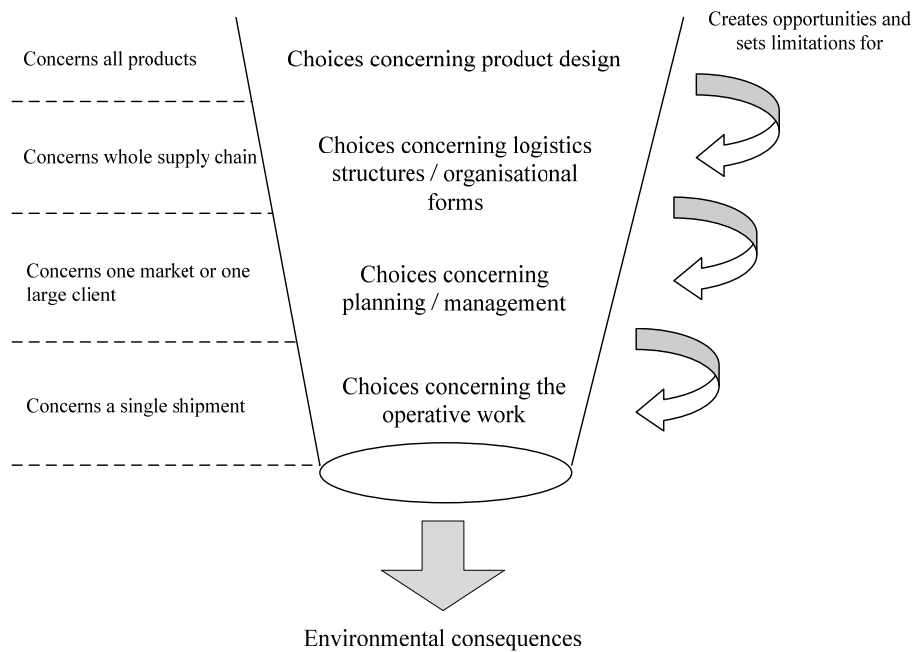 Creates opportunities and
sets limitations for
Concerns all products
Choices concerning product design
Concerns whole supply chain
Choices concerning logistics
structures / organisational
forms
Concerns one market or one
large client
Choices concerning
planning / management
Concerns a single shipment
Choices concerning the
operative work
Environmental consequences